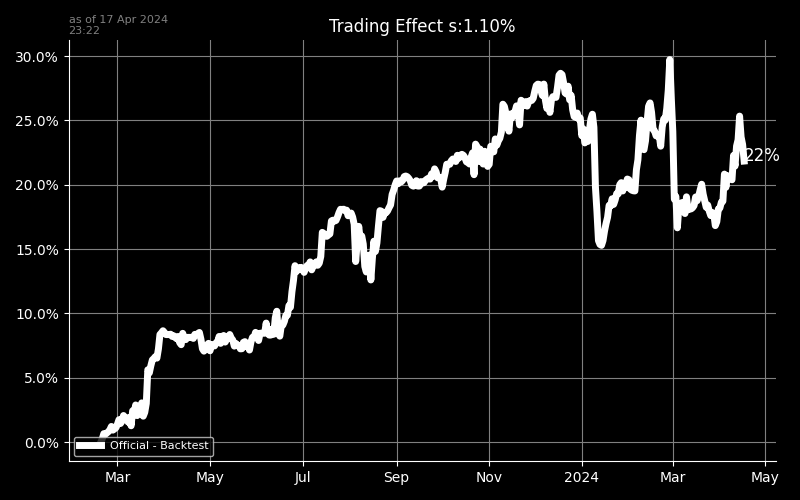 as of 17 Apr 2024
23:22
Trading Effect s:1.10%
30.0%
25.0%
20.0%
15.0%
10.0%
5.0%
0.0%
22%
Official - Backtest
Mar May Jul Sep Nov 2024 Mar May